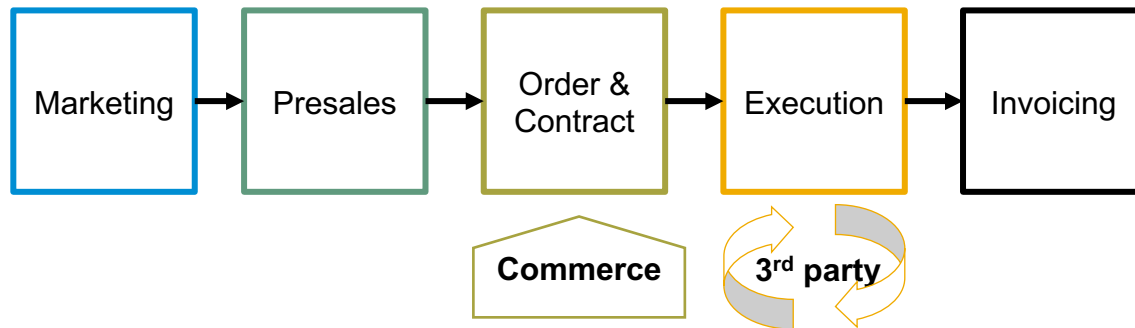 Marketing
Presales
Order &
Contract
Execution
Invoicing
Commerce
3rd party